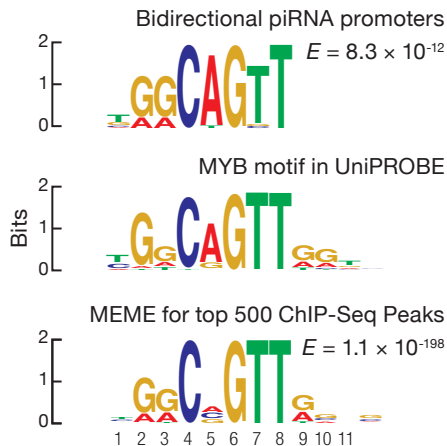 Bidirectional piRNA promoters
E = 8.3 × 10-12
2
1
0
T G G C A G T T
MYB motif in UniPROBE
2
1
0
Bits
T G G C A G T T G G T
MEME for top 500 ChIP-Seq Peaks
E = 1.1 × 10-198
2
1
0
G G C A G T T G
1 2 3 4 5 6 7 8 9 10 11